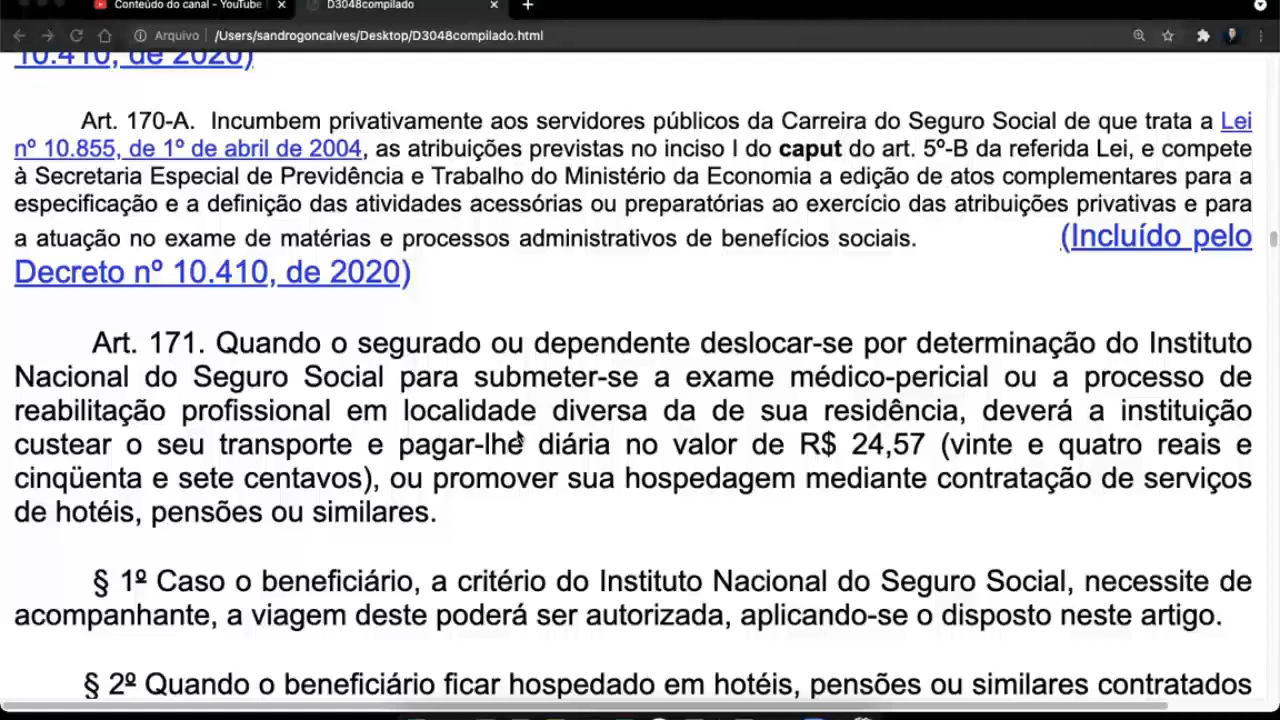 Conteúdo do canal - YouTube
D3048compilado
Arquivo /Users/sandrogoncalves/Desktop/D3048compilado.html
10.410, de 2020)
Art. 170-A. Incumbem privativamente aos servidores públicos da Carreira do Seguro Social de que trata a Lei
nº 10.855, de 1º de abril de 2004, as atribuições previstas no inciso I do caput do art. 5º-B da referida Lei, e compete
à Secretaria Especial de Previdência e Trabalho do Ministério da Economia a edição de atos complementares para a
especificação e a definição das atividades acessórias ou preparatórias ao exercício das atribuições privativas e para
a atuação no exame de matérias e processos administrativos de benefícios sociais. (Incluído pelo
Decreto nº 10.410, de 2020)
Art. 171. Quando o segurado ou dependente deslocar-se por determinação do Instituto
Nacional do Seguro Social para submeter-se a exame médico-pericial ou a processo de
reabilitação profissional em localidade diversa da de sua residência, deverá a instituição
custear o seu transporte e pagar-lhe diária no valor de R$ 24,57 (vinte e quatro reais e
cinqüenta e sete centavos), ou promover sua hospedagem mediante contratação de serviços
de hotéis, pensões ou similares.
§ 1º Caso o beneficiário, a critério do Instituto Nacional do Seguro Social, necessite de
acompanhante, a viagem deste poderá ser autorizada, aplicando-se o disposto neste artigo.
§ 2º Quando o beneficiário ficar hospedado em hotéis, pensões ou similares contratados